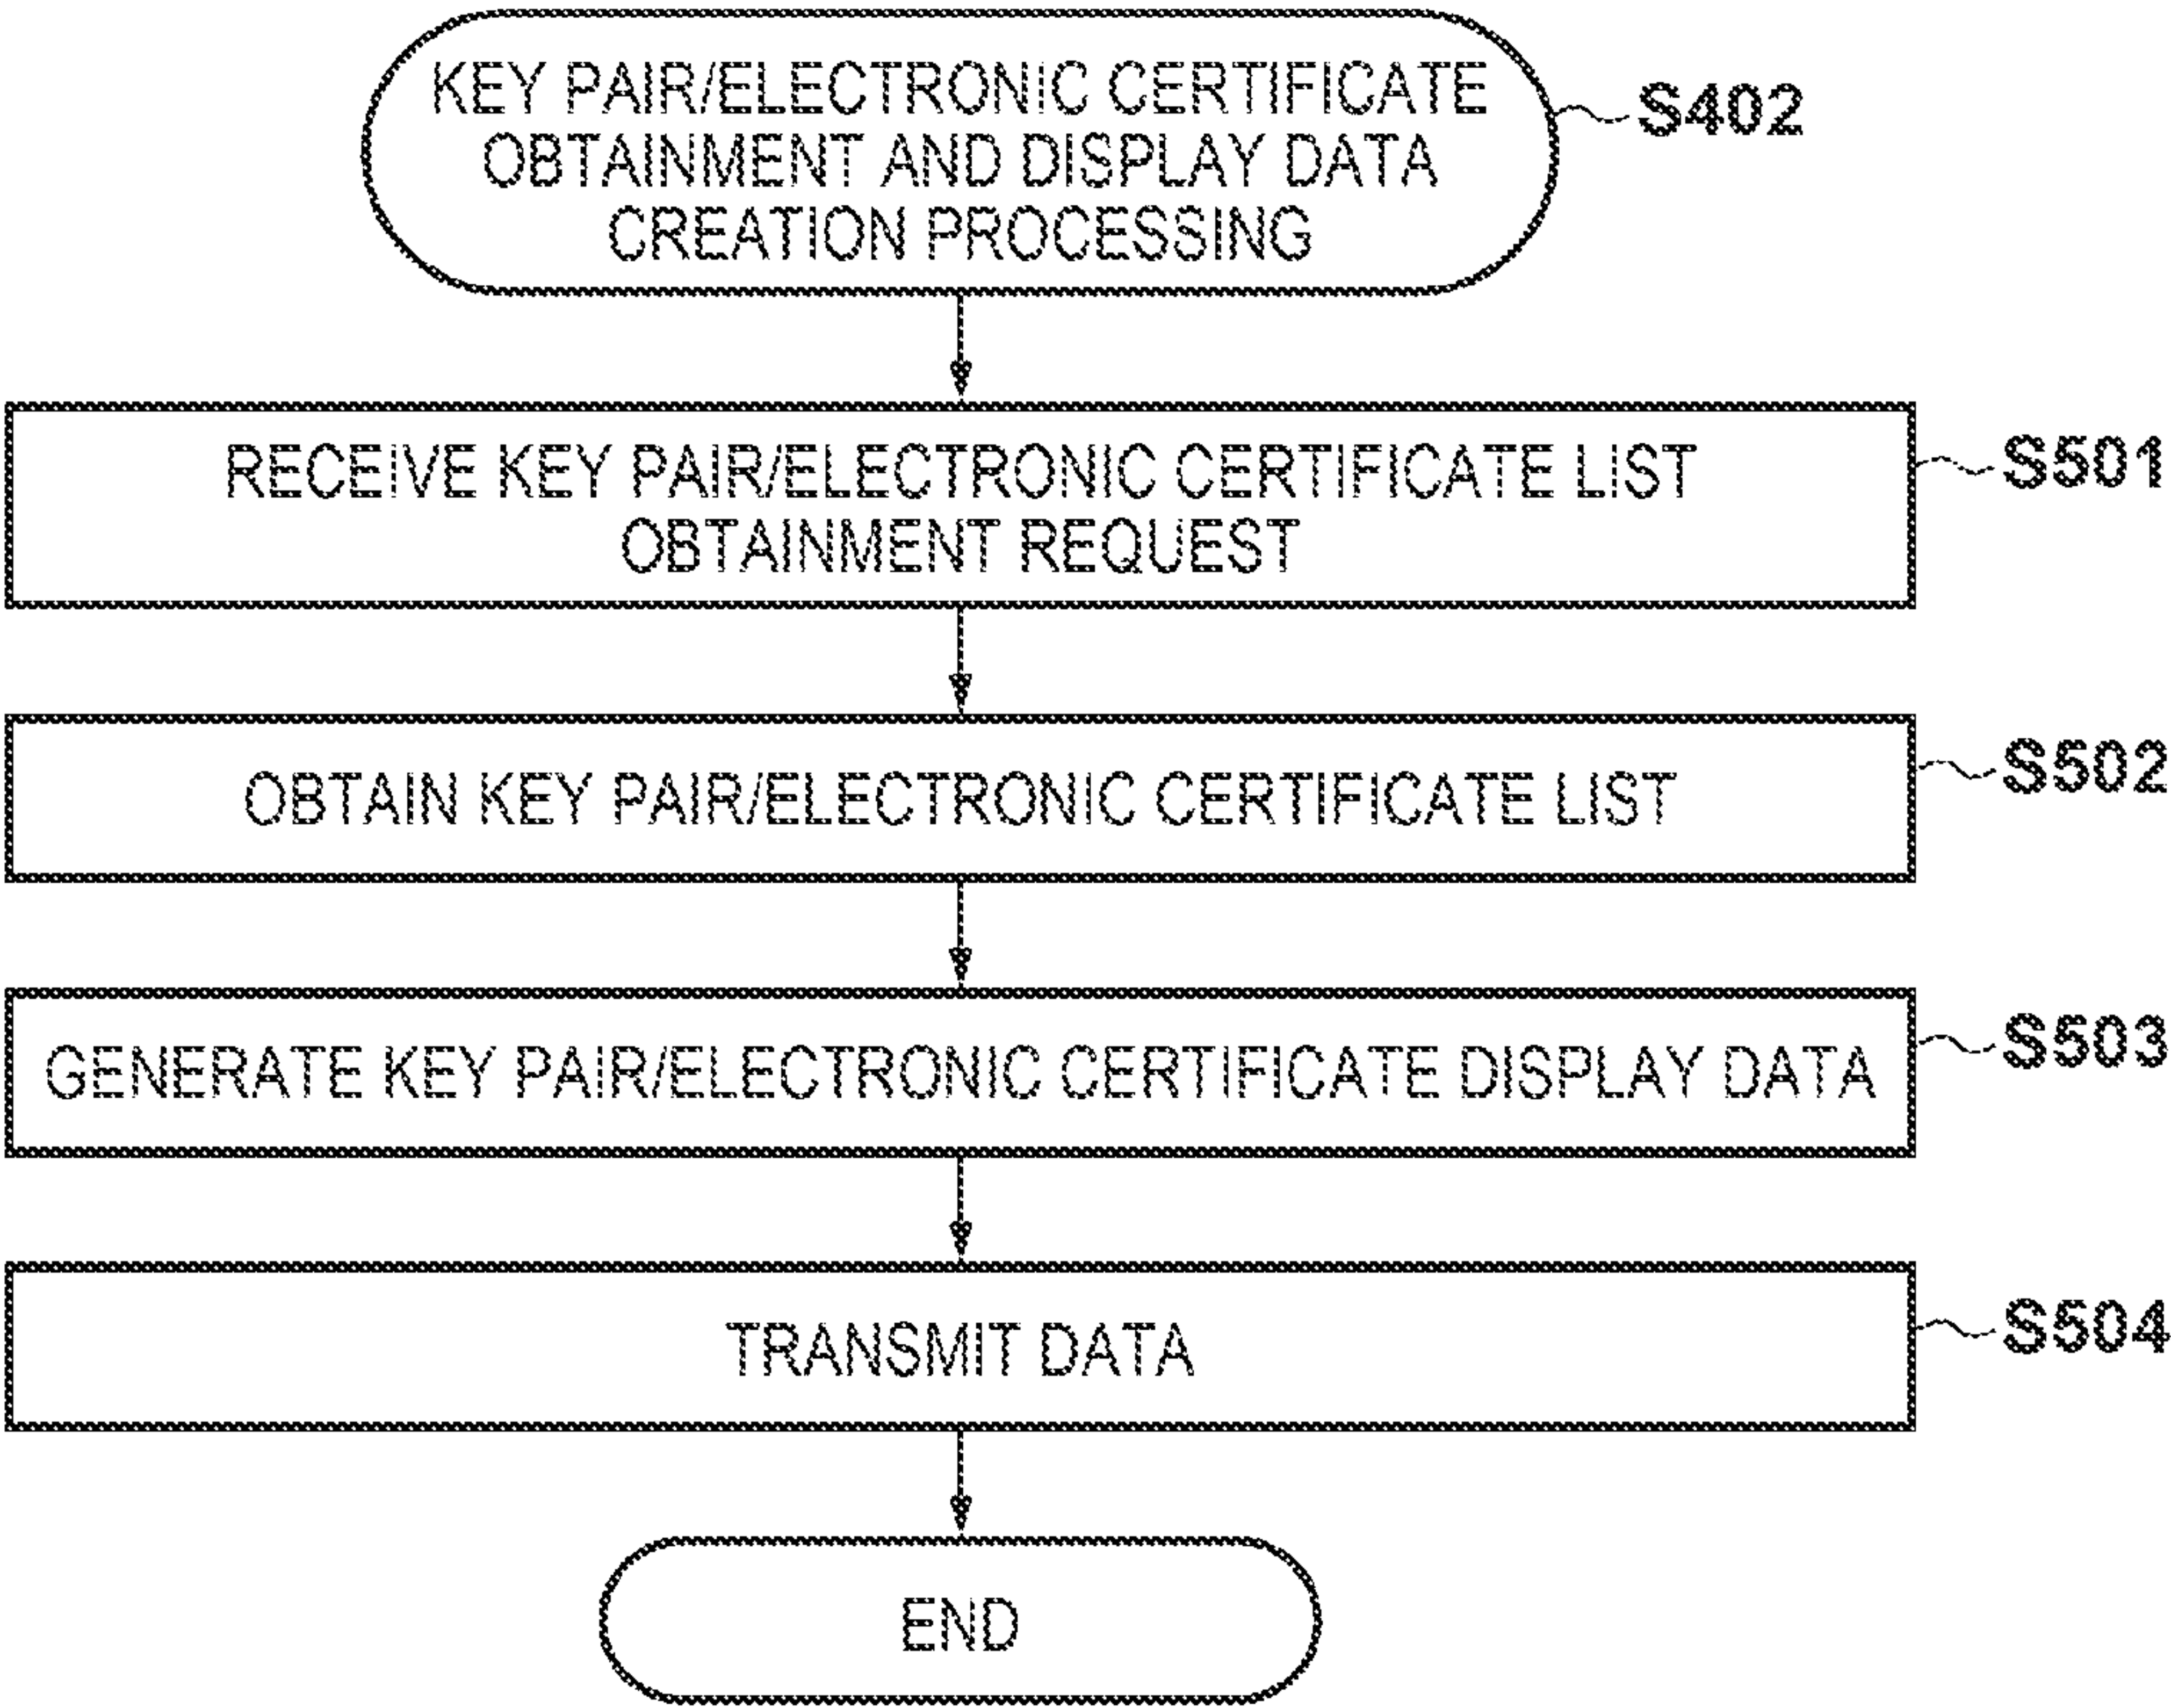 KEY PAIR/ELECTRONIC CERTIFICATE
OBTAINMENT AND DISPLAY DATA
CREATION PROCESSING
S402
RECEIVE KEY PAIR/ELECTRONIC CERTIFICATE LIST
OBTAINMENT REQUEST
S501
OBTAIN KEY PAIR/ELECTRONIC CERTIFICATE LIST
S502
GENERATE KEY PAIR/ELECTRONIC CERTIFICATE DISPLAY DATA
S503
TRANSMIT DATA
S504
END